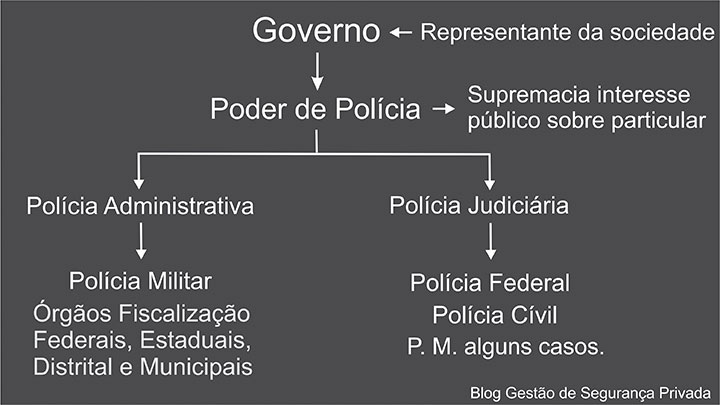 Governo
Representante da sociedade
Poder de Polícia
Supremacia interesse
público sobre particular
Polícia Administrativa
Polícia Judiciária
Polícia Militar
Órgãos Fiscalização
Federais, Estaduais,
Distrital e Municipais
Polícia Federal
Polícia Cívil
P. M. alguns casos.
Blog Gestão de Segurança Privada